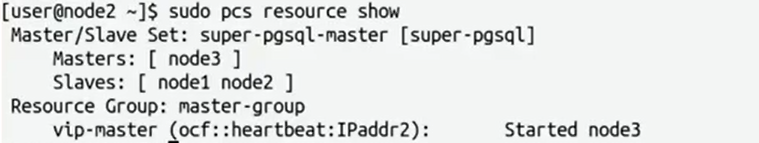 [user@node2 ~]$ sudo pcs resource show
Master/Slave Set: super-pgsql-master [super-pgsql]
Masters: [ node3 ]
Slaves: [ node1 node2 ]
Resource Group: master-group
vip-master (ocf::heartbeat:IPaddr2): Started node3